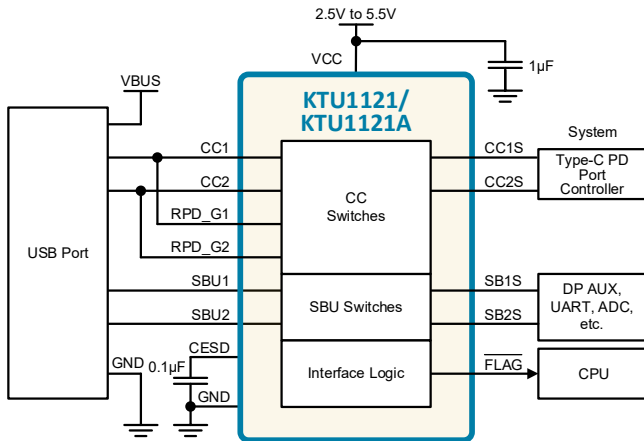 2.5V to 5.5V
VCC
1µF
VBUS
KTU1121/
KTU1121A
System
CC1
CC1S
Type-C PD
Port
Controller
CC2
CC2S
CC
Switches
RPD_G1
RPD_G2
USB Port
SBU1
SB1S
DP AUX,
UART, ADC,
etc.
SBU Switches
SBU2
SB2S
CESD
GND
0.1µF
Interface Logic
FLAG
CPU
GND